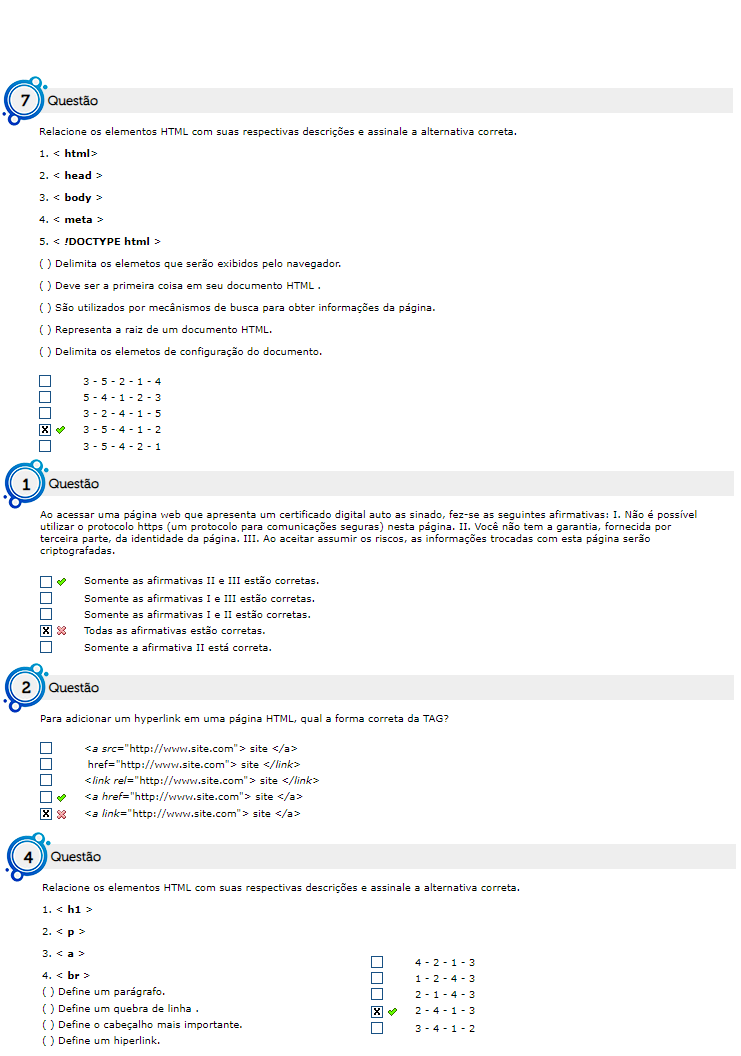 7 Questão
Relacione os elementos HTML com suas respectivas descrições e assinale a alternativa correta.
1. < html>
2. < head >
3. < body >
4. < meta >
5. < !DOCTYPE html >
( ) Delimita os elemetos que serão exibidos pelo navegador.
( ) Deve ser a primeira coisa em seu documento HTML .
( ) São utilizados por mecânismos de busca para obter informações da página.
( ) Representa a raiz de um documento HTML.
( ) Delimita os elemetos de configuração do documento.
3 - 5 - 2 - 1 - 4
5 - 4 - 1 - 2 - 3
3 - 2 - 4 - 1 - 5
3 - 5 - 4 - 1 - 2
3 - 5 - 4 - 2 - 1
1 Questão
Ao acessar uma página web que apresenta um certificado digital auto as sinado, fez-se as seguintes afirmativas: I. Não é possível
utilizar o protocolo https (um protocolo para comunicações seguras) nesta página. II. Você não tem a garantia, fornecida por
terceira parte, da identidade da página. III. Ao aceitar assumir os riscos, as informações trocadas com esta página serão
criptografadas.
Somente as afirmativas II e III estão corretas.
Somente as afirmativas I e III estão corretas.
Somente as afirmativas I e II estão corretas.
Todas as afirmativas estão corretas.
Somente a afirmativa II está correta.
2 Questão
Para adicionar um hyperlink em uma página HTML, qual a forma correta da TAG?
<a src="http://www.site.com"> site </a>
href="http://www.site.com"> site </link>
<link rel="http://www.site.com"> site </link>
<a href="http://www.site.com"> site </a>
<a link="http://www.site.com"> site </a>
4 Questão
Relacione os elementos HTML com suas respectivas descrições e assinale a alternativa correta.
1. < h1 >
2. < p >
3. < a >
4. < br >
( ) Define um parágrafo.
( ) Define um quebra de linha .
( ) Define o cabeçalho mais importante.
( ) Define um hiperlink.
4 - 2 - 1 - 3
1 - 2 - 4 - 3
2 - 1 - 4 - 3
2 - 4 - 1 - 3
3 - 4 - 1 - 2